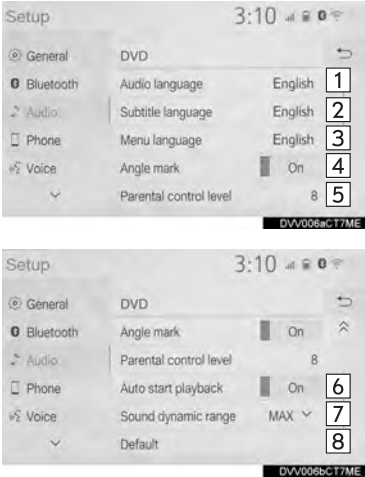 Setup 3:10
General DVD
Bluetooth Audio language English 1
Audio Subtitle language English 2
Phone Menu language English 3
Voice Angle mark On 4
Parental control level 8 5
DVV006aCT7ME
Setup 3:10
General DVD
Bluetooth Angle mark On
Audio Parental control level 8
Phone Auto start playback On 6
Voice Sound dynamic range MAX 7
Default 8
DVV006bCT7ME